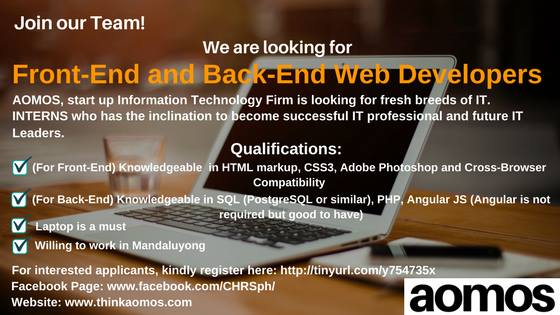 Join our Team!
We are looking for
Front-End and Back-End Web Developers
AOMOS, start up Information Technology Firm is looking for fresh breeds of IT.
INTERNS who has the inclination to become successful IT professional and future IT
Leaders.
Qualifications:
(For Front-End) Knowledgeable in HTML markup, CSS3, Adobe Photoshop and Cross-Browser
Compatibility
(For Back-End) Knowledgeable in SQL (PostgreSQL or similar), PHP, Angular JS (Angular is not
required but good to have)
Laptop is a must
Willing to work in Mandaluyong
For interested applicants, kindly register here: http://tinyurl.com/y754735x
Facebook Page: www.facebook.com/CHRSph/
Website: www.thinkaomos.com
aomos